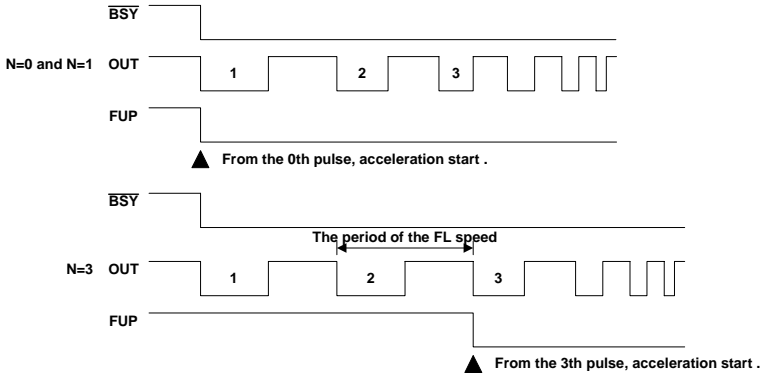 BSY
N=0 and N=1 OUT 1 2 3
FUP
From the 0th pulse, acceleration start .
BSY
The period of the FL speed
N=3 OUT 1 2 3
FUP
From the 3th pulse, acceleration start .